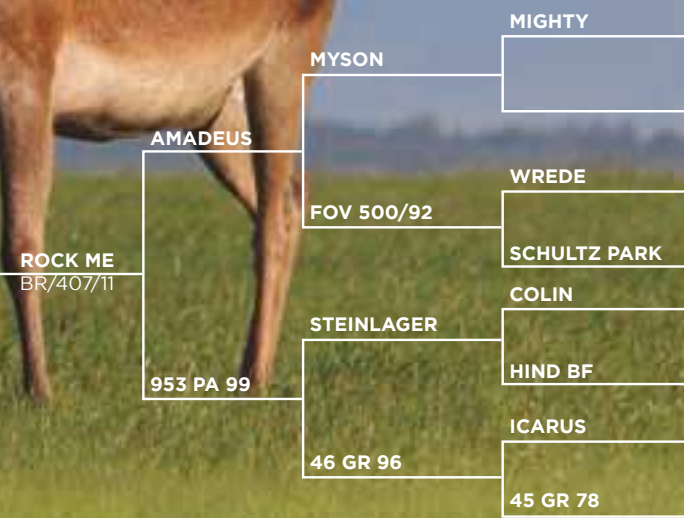 MIGHTY
MYSON
AMADEUS
WREDE
FOV 500/92
SCHULTZ PARK
ROCK ME
BR/407/11
COLIN
STEINLAGER
HIND BF
953 PA 99
ICARUS
46 GR 96
45 GR 78